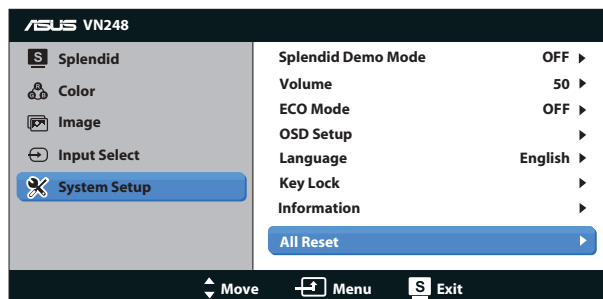 ASUS VN248
S Splendid
Color
Image
Input Select
System Setup
Splendid Demo Mode OFF
Volume 50
ECO Mode OFF
OSD Setup
Language English
Key Lock
Information
All Reset
Move Menu S Exit